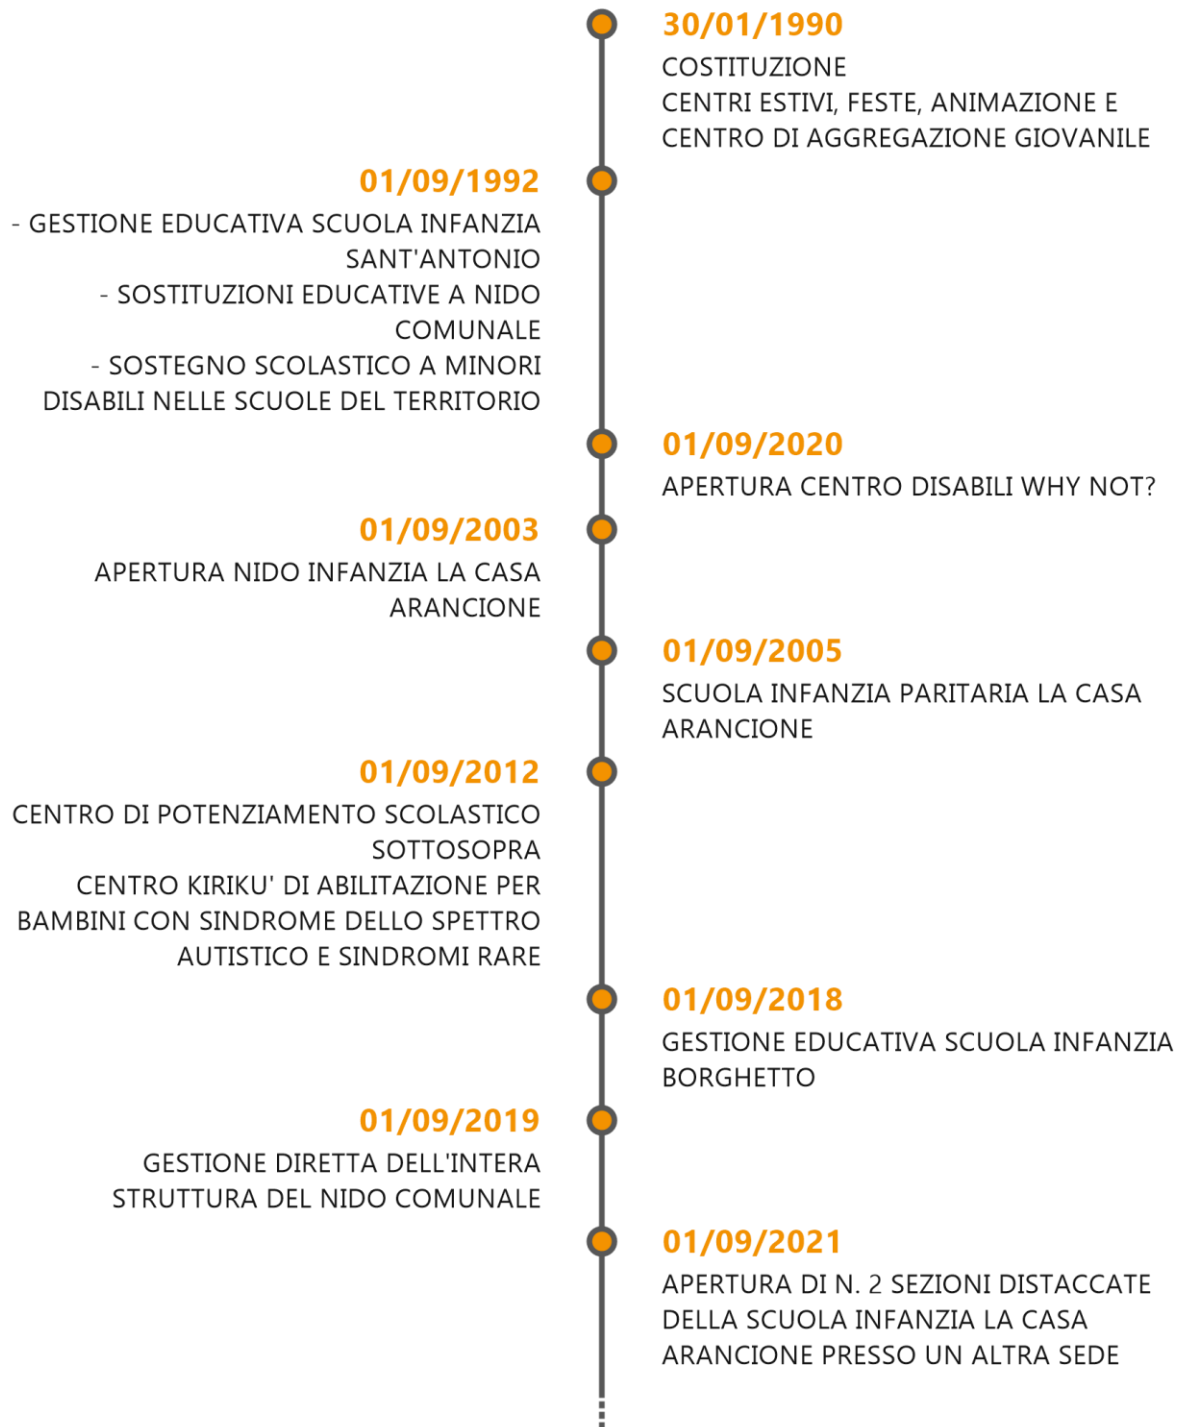 30/01/1990
COSTITUZIONE
CENTRI ESTIVI, FESTE, ANIMAZIONE E
CENTRO DI AGGREGAZIONE GIOVANILE
01/09/1992
- GESTIONE EDUCATIVA SCUOLA INFANZIA
SANT'ANTONIO
- SOSTITUZIONI EDUCATIVE A NIDO
COMUNALE
- SOSTEGNO SCOLASTICO A MINORI
DISABILI NELLE SCUOLE DEL TERRITORIO
01/09/2020
APERTURA CENTRO DISABILI WHY NOT?
01/09/2003
APERTURA NIDO INFANZIA LA CASA
ARANCIONE
01/09/2005
SCUOLA INFANZIA PARITARIA LA CASA
ARANCIONE
01/09/2012
CENTRO DI POTENZIAMENTO SCOLASTICO
SOTTOSOPRA
CENTRO KIRIKU' DI ABILITAZIONE PER
BAMBINI CON SINDROME DELLO SPETTRO
AUTISTICO E SINDROMI RARE
01/09/2018
GESTIONE EDUCATIVA SCUOLA INFANZIA
BORGHETTO
01/09/2019
GESTIONE DIRETTA DELL'INTERA
STRUTTURA DEL NIDO COMUNALE
01/09/2021
APERTURA DI N. 2 SEZIONI DISTACCATE
DELLA SCUOLA INFANZIA LA CASA
ARANCIONE PRESSO UN ALTRA SEDE